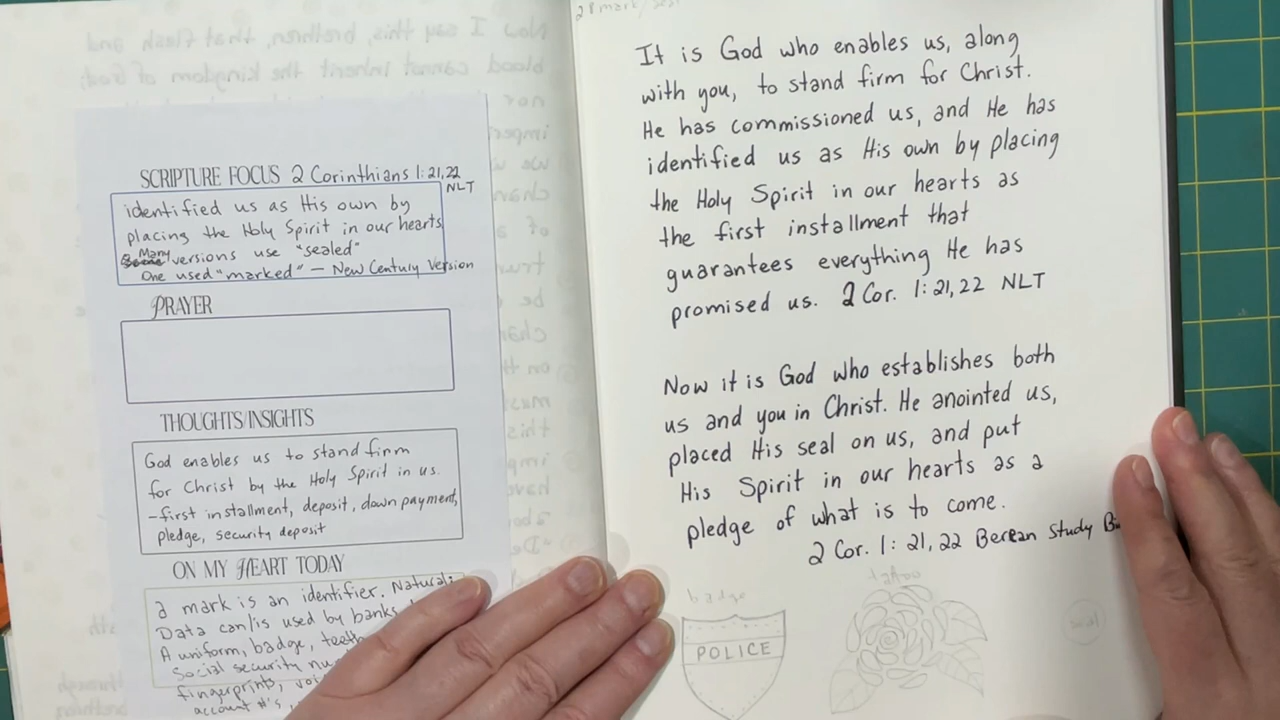 SCRIPTURE FOCUS 2 Corinthians 1:21,22
NLT
identified us as His own by
placing the Holy Spirit in our hearts
Many versions use "sealed"
One used "marked" — New Century Version
PRAYER
THOUGHTS/INSIGHTS
God enables us to stand firm
for Christ by the Holy Spirit in us.
-first installment, deposit, down payment,
pledge, security deposit
ON MY HEART TODAY
a mark is an identifier.
Data can/is used by banks
A uniform, badge, teeth
Social security
fingerprints,
account #'s
It is God who enables us, along
with you, to stand firm for Christ.
He has commissioned us, and He has
identified us as His own by placing
the Holy Spirit in our hearts as
the first installment that
guarantees everything He has
promised us. 2 Cor. 1:21,22 NLT
Now it is God who establishes both
us and you in Christ. He anointed us,
placed His seal on us, and put
His Spirit in our hearts as a
pledge of what is to come.
2 Cor. 1:21,22 Berean Study
badge
tattoo
POLICE